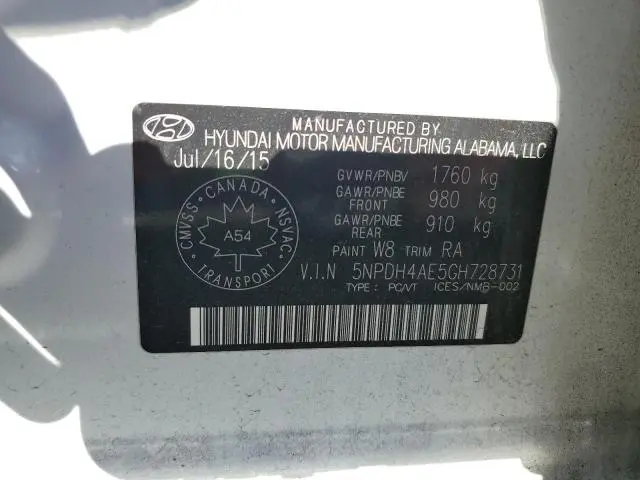 MANUFACTURED BY
HYUNDAI MOTOR MANUFACTURING ALABAMA, LLC
Jul/16/15
CANADA
CMVSS
NSVAC
A54
TRANSPORT
GVWR/PNBV 1760 kg
GAWR/PNBE FRONT 980 kg
GAWR/PNBE REAR 910 kg
PAINT W8 TRIM RA
V.I.N 5NPDH4AE5GH728731
TYPE: PC/VT ICES/NMB-002